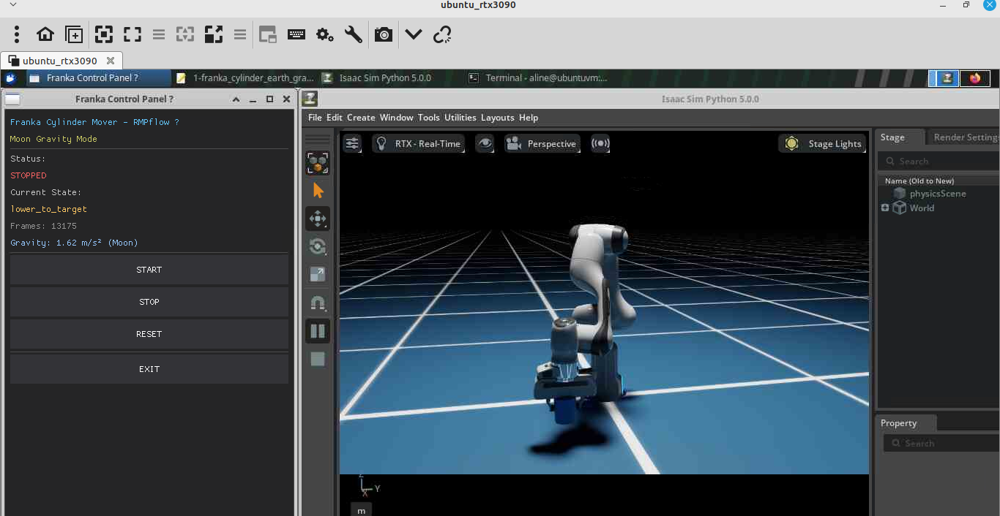 ubuntu_rtx3090
ubuntu_rtx3090
Franka Control Panel ?
1-franka_cylinder_earth_gra...
Isaac Sim Python 5.0.0
Terminal - aline@ubuntuvm:...
Franka Control Panel ?
Isaac Sim Python 5.0.0
Franka Cylinder Mover - RMPflow ?
Moon Gravity Mode
Status:
STOPPED
Current State:
lower_to_target
Frames: 13175
Gravity: 1.62 m/s² (Moon)
START
STOP
RESET
EXIT
File Edit Create Window Tools Utilities Layouts Help
RTX - Real-Time
Perspective
Stage Lights
Z
Y
X
m
Stage
Render Settings
Search
Name (Old to New)
physicsScene
World
Property
Search